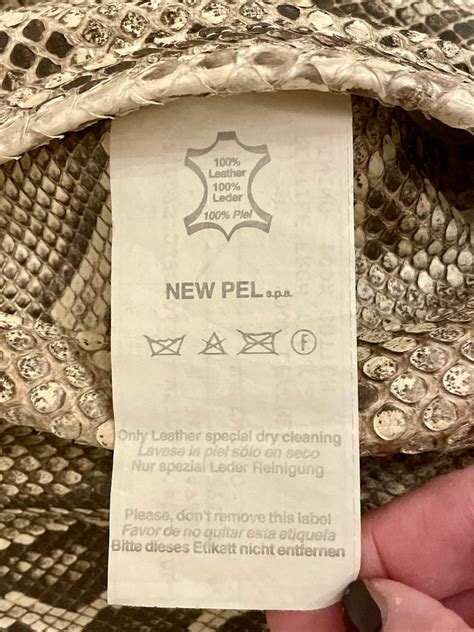 100%
Leather
100%
Leder
100% Piel
NEW PEL s.p.a.
F
Only Leather special dry cleaning
Lavese la piel sólo en seco
Nur spezial Leder Reinigung
Please, don't remove this label
Favor de no quitar esta etiqueta
Bitte dieses Etikett nicht entfernen